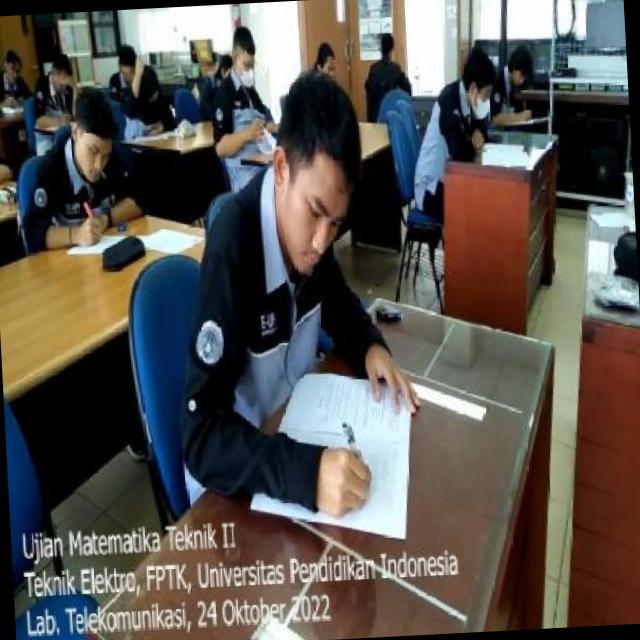 Ujian Matematika Teknik II
Teknik Elektro, FPTK, Universitas Pendidikan Indonesia
Lab. Telekomunikasi, 24 Oktober 2022